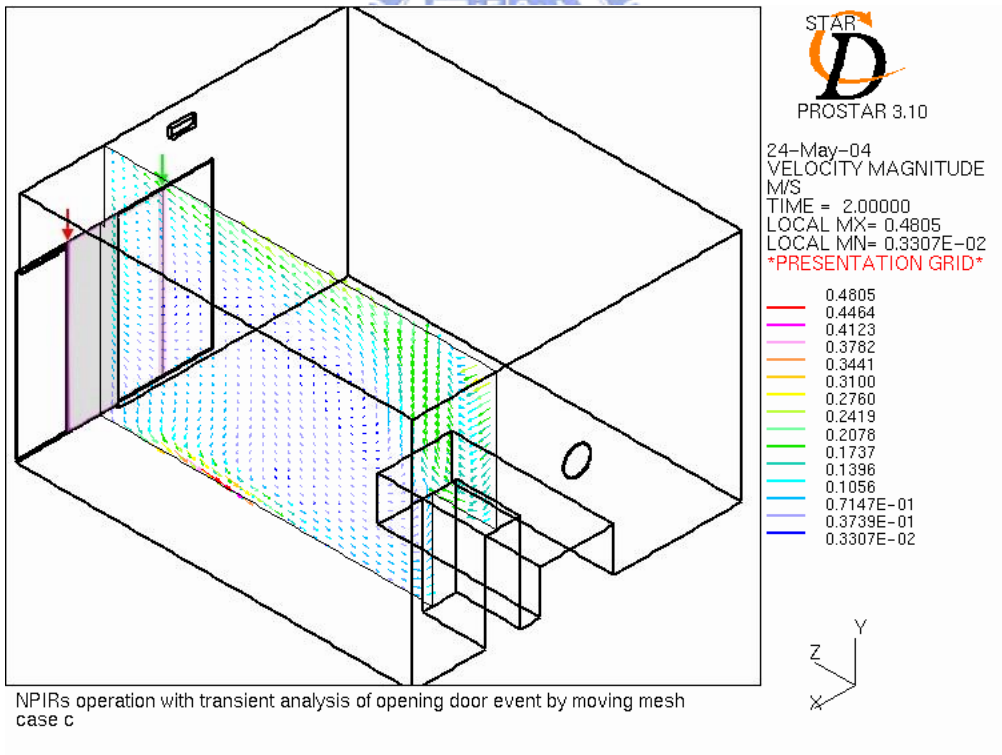 STAR
CD
PROSTAR 3.10
24-May-04
VELOCITY MAGNITUDE
M/S
TIME = 2.00000
LOCAL MX= 0.4805
LOCAL MN= 0.3307E-02
*PRESENTATION GRID*
0.4805
0.4464
0.4123
0.3782
0.3441
0.3100
0.2760
0.2419
0.2078
0.1737
0.1396
0.1056
0.7147E-01
0.3739E-01
0.3307E-02
Y
Z
X
NPIRs operation with transient analysis of opening door event by moving mesh
case c